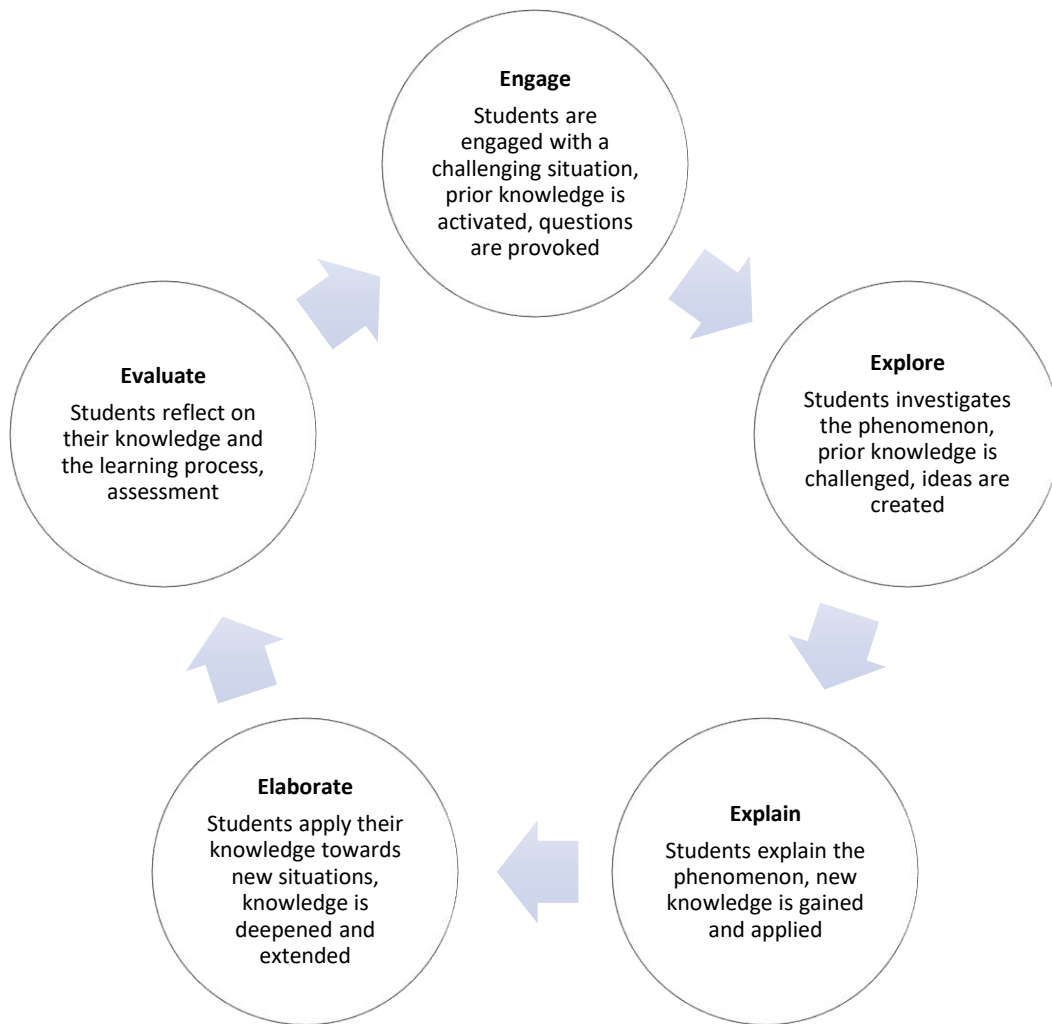 Engage
Students are
engaged with a
challenging situation,
prior knowledge is
activated, questions
are provoked
Explore
Students investigates
the phenomenon,
prior knowledge is
challenged, ideas are
created
Explain
Students explain the
phenomenon, new
knowledge is gained
and applied
Elaborate
Students apply their
knowledge towards
new situations,
knowledge is
deepened and
extended
Evaluate
Students reflect on
their knowledge and
the learning process,
assessment